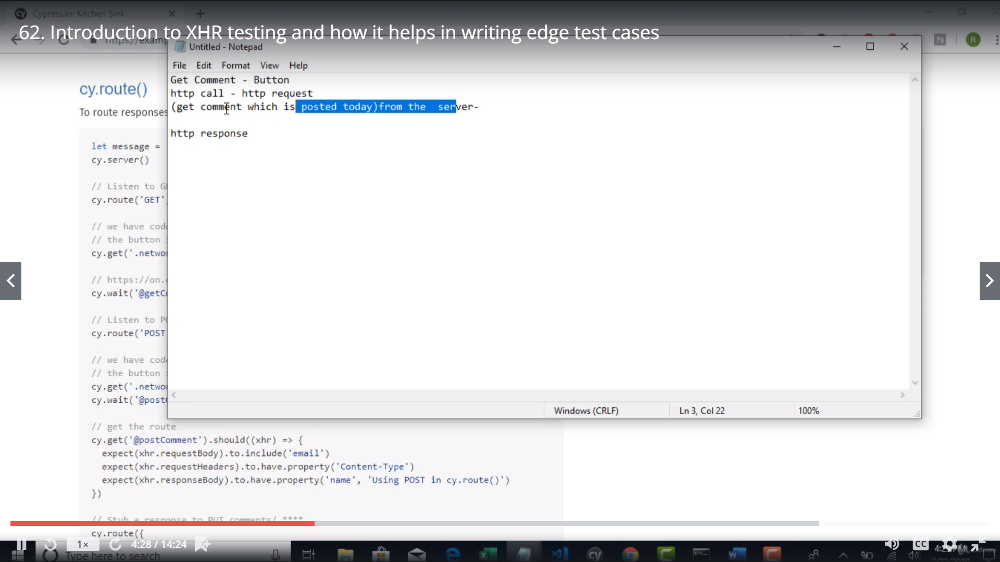 Cypress.io: Kitchen Sink
62. Introduction to XHR testing and how it helps in writing edge test cases
https://examp
Pg
R
Untitled - Notepad
File Edit Format View Help
Get Comment - Button
http call - http request
(get comment which is posted today)from the  server-
http response
Windows (CRLF)
Ln 3, Col 22
100%
cy.route()
To route responses
let message =
cy.server()
// Listen to G
cy.route('GET'
// we have cod
// the button
cy.get('.netwo
// https://on.
cy.wait('@getC
// Listen to P
cy.route('POST
// we have cod
// the button
cy.get('.netwo
cy.wait('@post
// get the route
cy.get('@postComment').should((xhr) => {
expect(xhr.requestBody).to.include('email')
expect(xhr.requestHeaders).to.have.property('Content-Type')
expect(xhr.responseBody).to.have.property('name', 'Using POST in cy.route()')
})
// Stub a response to PUT comments/ ****
cy.route({
1×
4:28 / 14:24
CC
Type here to search